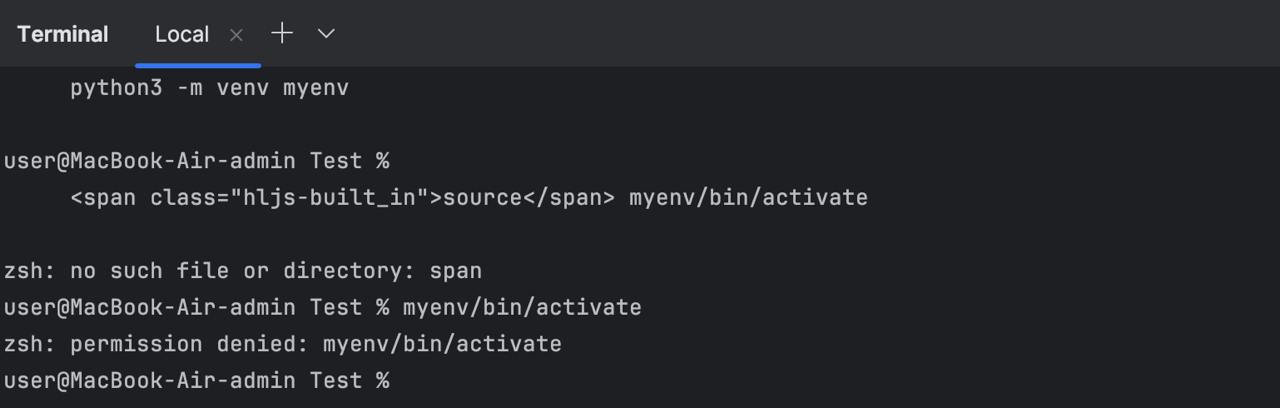 Terminal Local
python3 -m venv myenv
user@MacBook-Air-admin Test %
<span class="hljs-built_in">source</span> myenv/bin/activate
zsh: no such file or directory: span
user@MacBook-Air-admin Test % myenv/bin/activate
zsh: permission denied: myenv/bin/activate
user@MacBook-Air-admin Test %